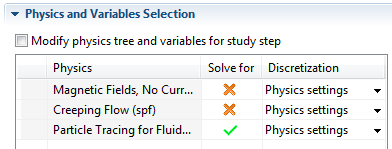 Physics and Variables Selection
Modify physics tree and variables for study step
Physics Solve for Discretization
Magnetic Fields, No Curr... Physics settings
Creeping Flow (spf) Physics settings
Particle Tracing for Fluid... Physics settings